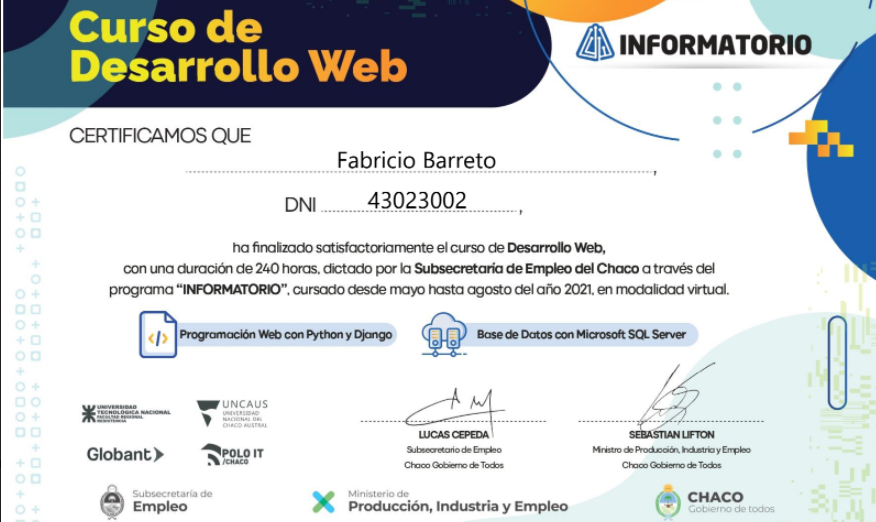 Curso de
Desarrollo Web
INFORMATORIO
CERTIFICAMOS QUE
Fabricio Barreto,
DNI 43023002,
ha finalizado satisfactoriamente el curso de Desarrollo Web,
con una duración de 240 horas, dictado por la Subsecretaría de Empleo del Chaco a través del
programa “INFORMATORIO”, cursado desde mayo hasta agosto del año 2021, en modalidad virtual.
</> Programación Web con Python y Django
Base de Datos con Microsoft SQL Server
UNIVERSIDAD
TECNOLÓGICA NACIONAL
FACULTAD REGIONAL
RESISTENCIA
UNCAUS
UNIVERSIDAD
NACIONAL DEL
CHACO AUSTRAL
Globant
POLO IT
/CHACO
LUCAS CEPEDA
Subsecretario de Empleo
Chaco Gobierno de Todos
SEBASTIAN LIFTON
Ministro de Producción, Industria y Empleo
Chaco Gobierno de Todos
Subsecretaría de
Empleo
Ministerio de
Producción, Industria y Empleo
CHACO
Gobierno de todos